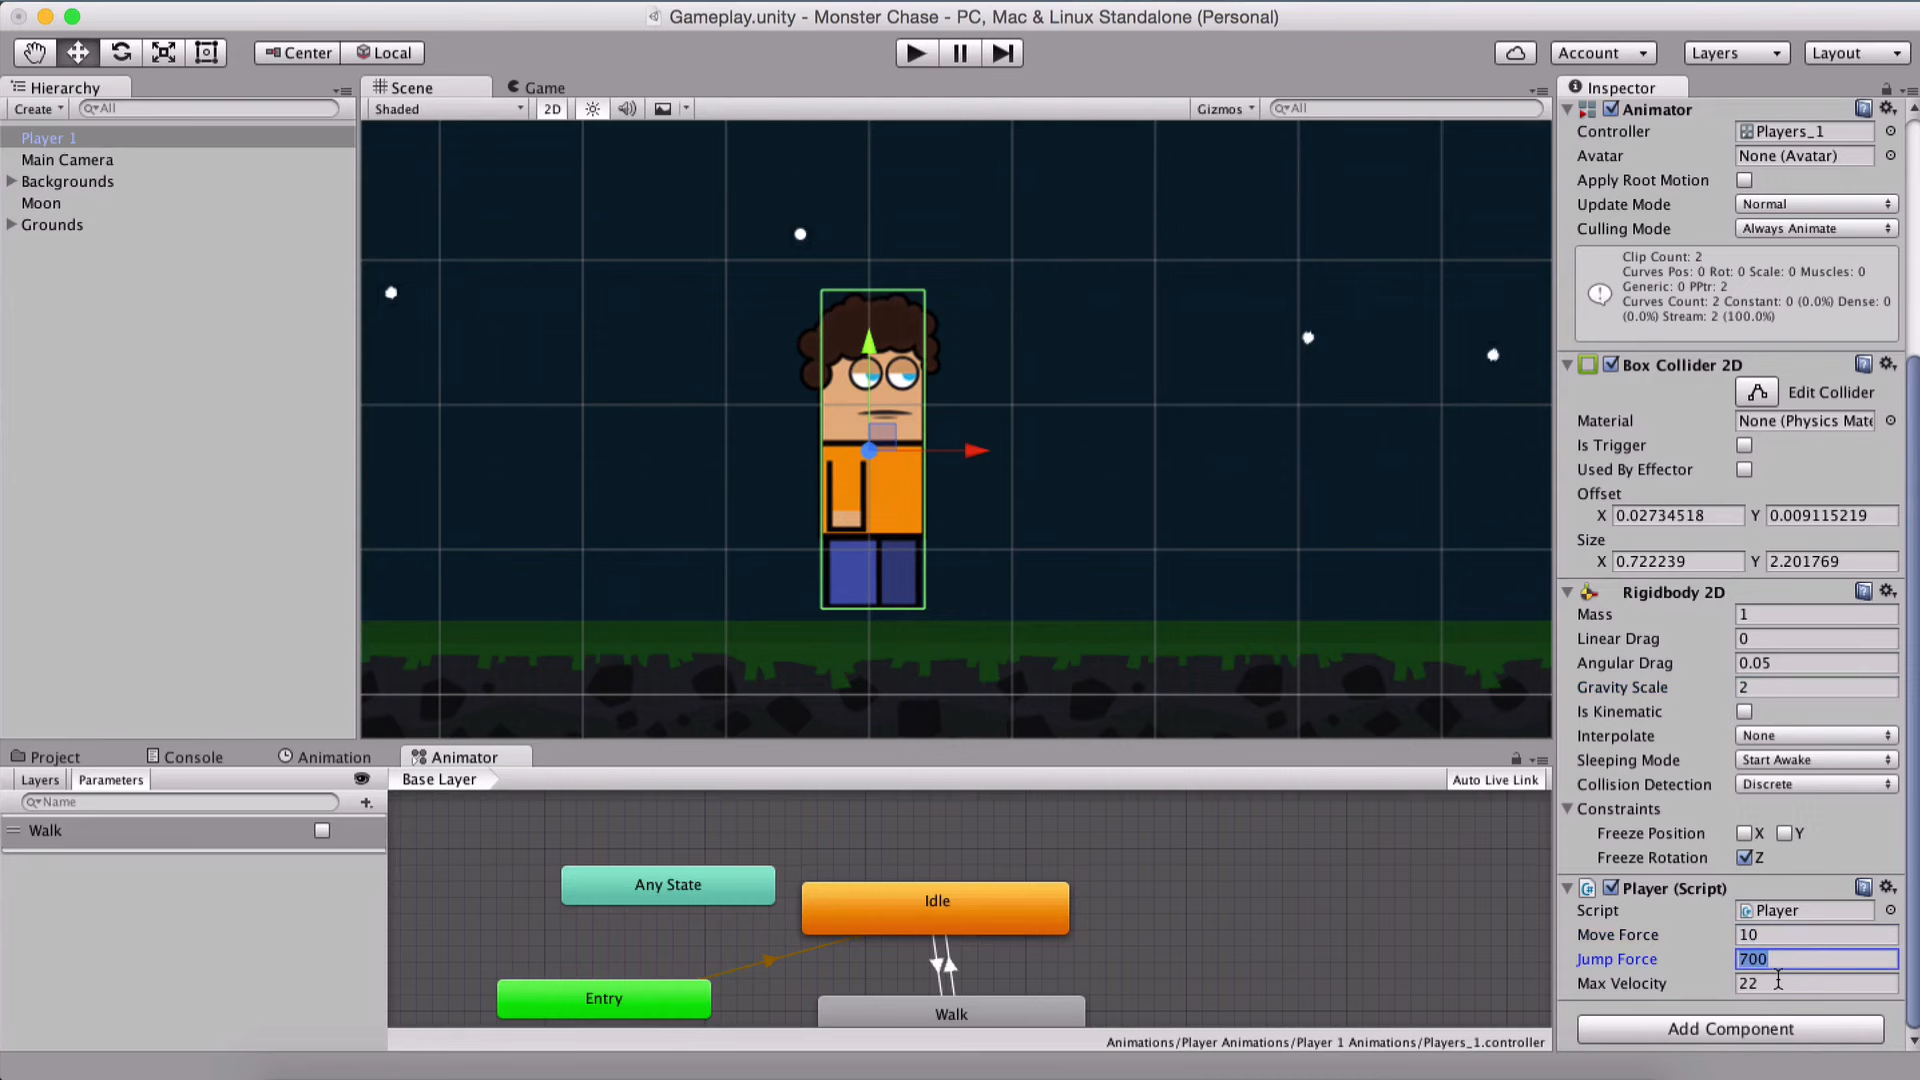 Gameplay.unity - Monster Chase - PC, Mac & Linux Standalone (Personal)
Center
Local
Account
Layers
Layout
Hierarchy
Create
All
Player 1
Main Camera
Backgrounds
Moon
Grounds
Scene
Game
Shaded
2D
Gizmos
All
Inspector
Animator
Controller Players_1
Avatar None (Avatar)
Apply Root Motion
Update Mode Normal
Culling Mode Always Animate
Clip Count: 2
Curves Pos: 0 Rot: 0 Scale: 0 Muscles: 0
Generic: 0 PPtr: 2
Curves Count: 2 Constant: 0 (0.0%) Dense: 0
(0.0%) Stream: 2 (100.0%)
Box Collider 2D
Edit Collider
Material None (Physics Mate
Is Trigger
Used By Effector
Offset
X 0.02734518 Y 0.009115219
Size
X 0.722239 Y 2.201769
Rigidbody 2D
Mass 1
Linear Drag 0
Angular Drag 0.05
Gravity Scale 2
Is Kinematic
Interpolate None
Sleeping Mode Start Awake
Collision Detection Discrete
Constraints
Freeze Position X Y
Freeze Rotation Z
Player (Script)
Script Player
Move Force 10
Jump Force 700
Max Velocity 22
Add Component
Project
Console
Animation
Animator
Layers
Parameters
Base Layer
Auto Live Link
Name
Walk
Any State
Idle
Entry
Walk
Animations/Player Animations/Player 1 Animations/Players_1.controller